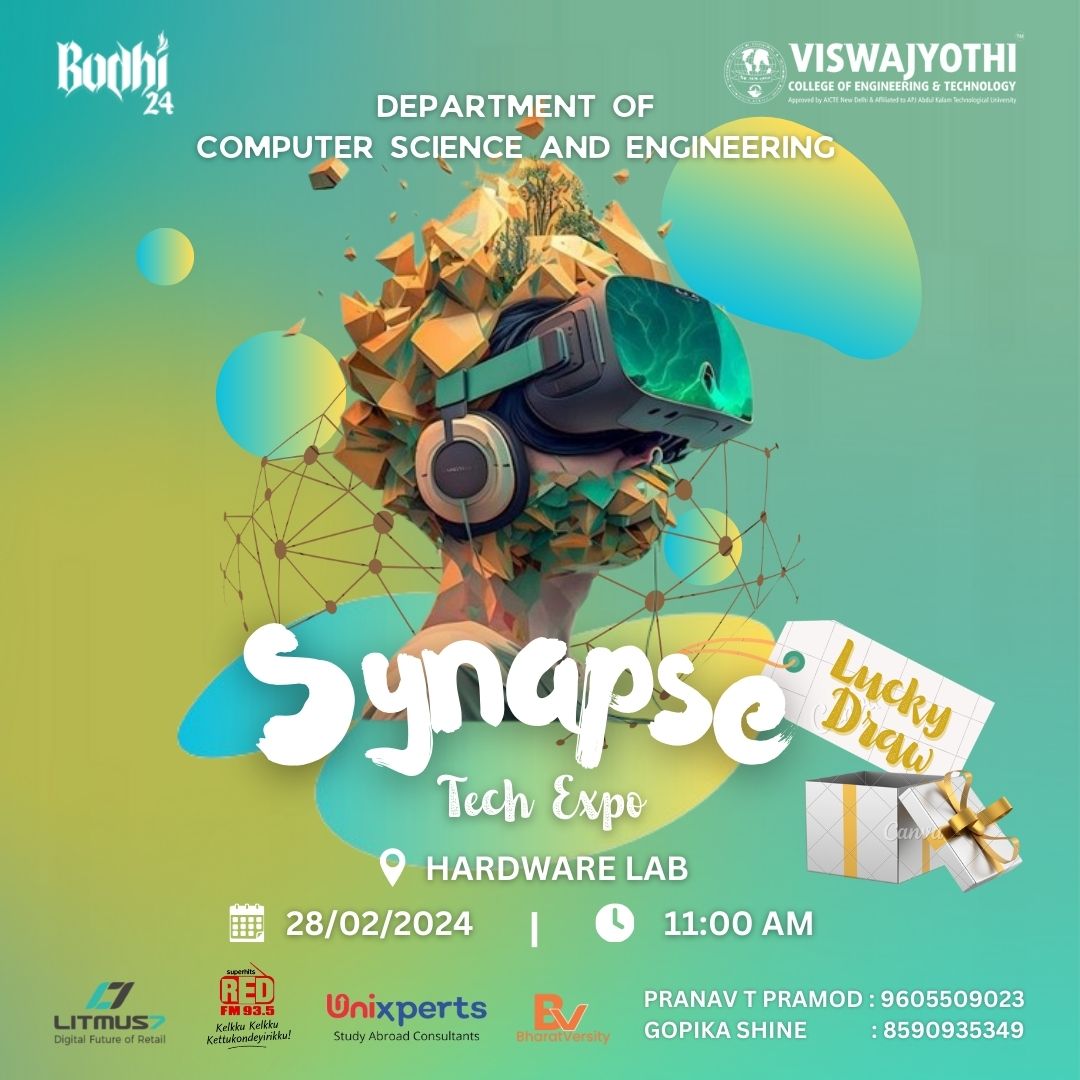 Bodhi
24
VISWAJYOTHI
TM
COLLEGE OF ENGINEERING & TECHNOLOGY
Approved by AICTE New Delhi & Affiliated to APJ Abdul Kalam Technological University
DEPARTMENT OF
COMPUTER SCIENCE AND ENGINEERING
Synapse
Tech Expo
Lucky
Draw
Canva
HARDWARE LAB
28/02/2024 | 11:00 AM
LITMUS7
Digital Future of Retail
superhits
RED
FM 93.5
Kelkku Kelkku
Kettukondeyirikku!
Unixperts
Study Abroad Consultants
BV
BharatVersity
PRANAV T PRAMOD : 9605509023
GOPIKA SHINE : 8590935349